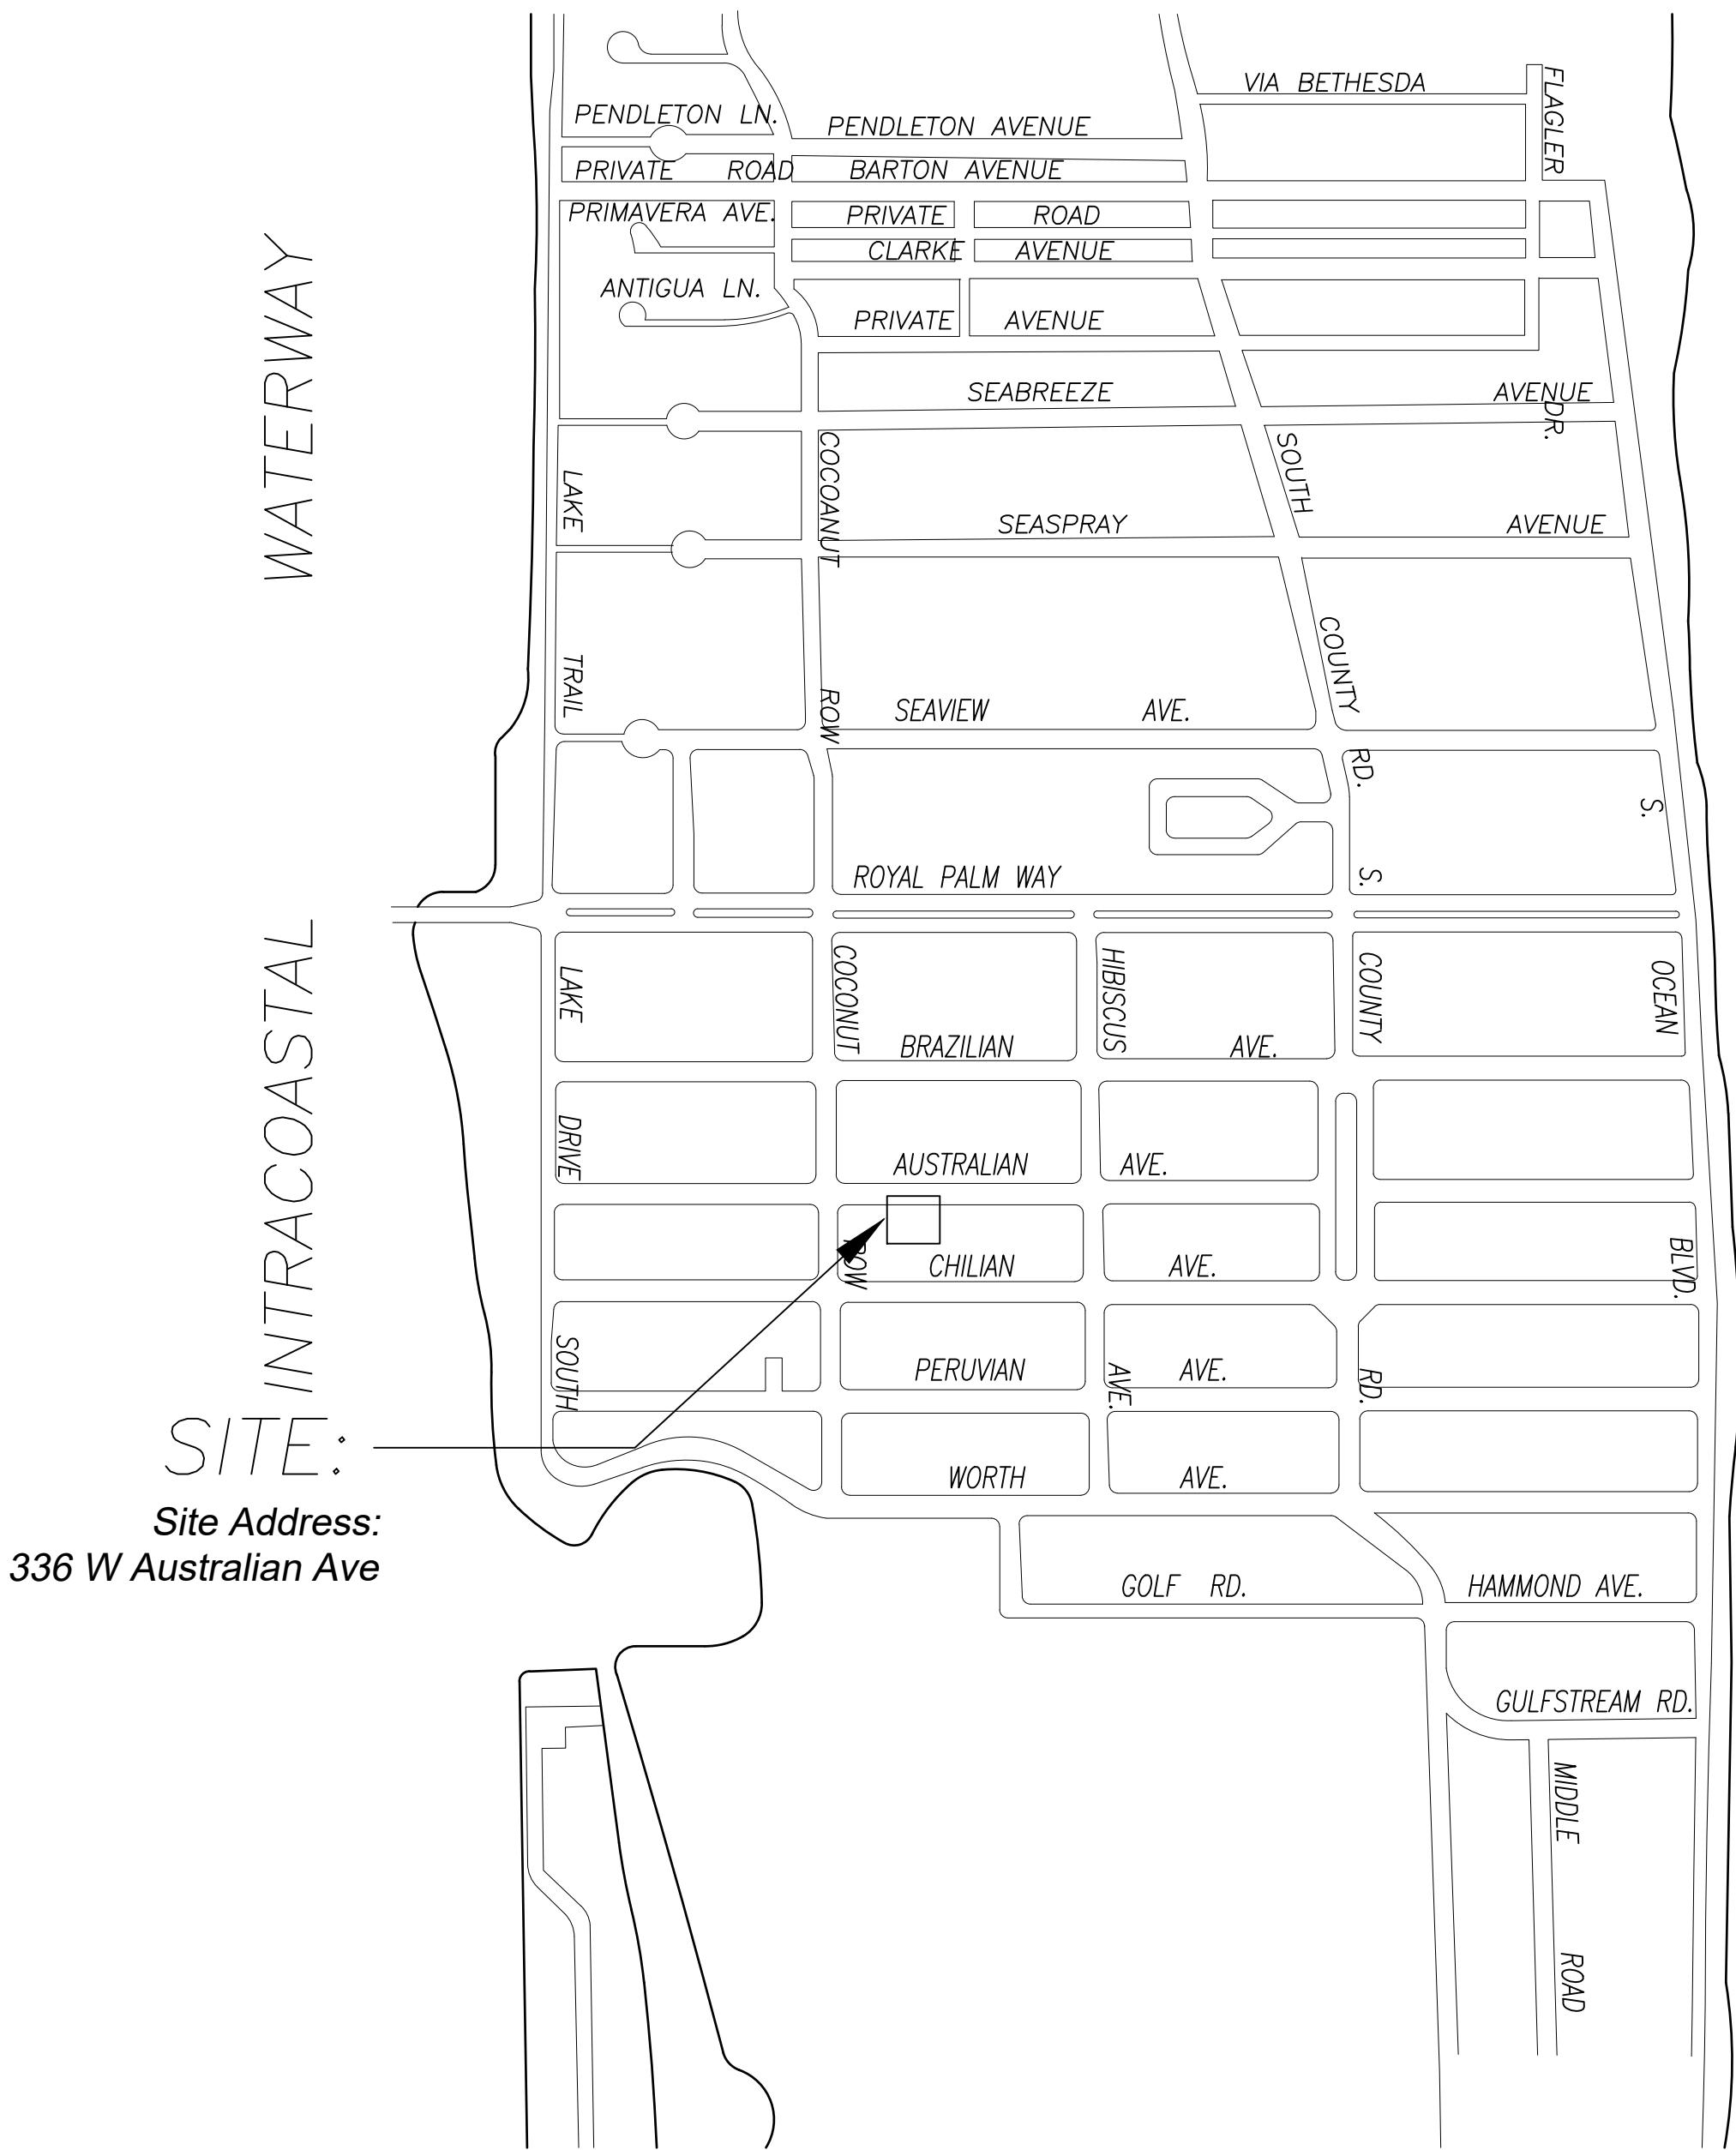 VIA BETHESDA
FLAGLER
PENDLETON LN.
PENDLETON AVENUE
PRIVATE ROAD
BARTON AVENUE
PRIMAVERA AVE.
PRIVATE ROAD
CLARKE AVENUE
ANTIGUA LN.
PRIVATE AVENUE
SEABREEZE AVENUE
DR.
WATERWAY
LAKE
COCOANUT
SOUTH
SEASPRAY AVENUE
TRAIL
ROW
COUNTY
SEAVIEW AVE.
RD.
S.
ROYAL PALM WAY
S.
INTRACOASTAL
LAKE
COCONUT
HIBISCUS
COUNTY
OCEAN
BRAZILIAN AVE.
DRIVE
AUSTRALIAN AVE.
ROW
CHILIAN AVE.
BLVD.
SOUTH
PERUVIAN AVE.
AVE.
RD.
SITE:
WORTH AVE.
Site Address:
336 W Australian Ave
GOLF RD.
HAMMOND AVE.
GULFSTREAM RD.
MIDDLE
ROAD